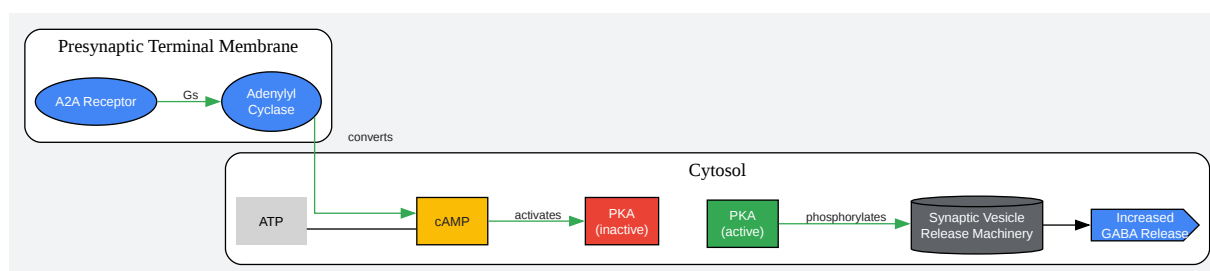 Presynaptic Terminal Membrane
A2A Receptor
Gs
Adenylyl
Cyclase
converts
Cytosol
ATP
cAMP
activates
PKA
(inactive)
PKA
(active)
phosphorylates
Synaptic Vesicle
Release Machinery
Increased
GABA Release